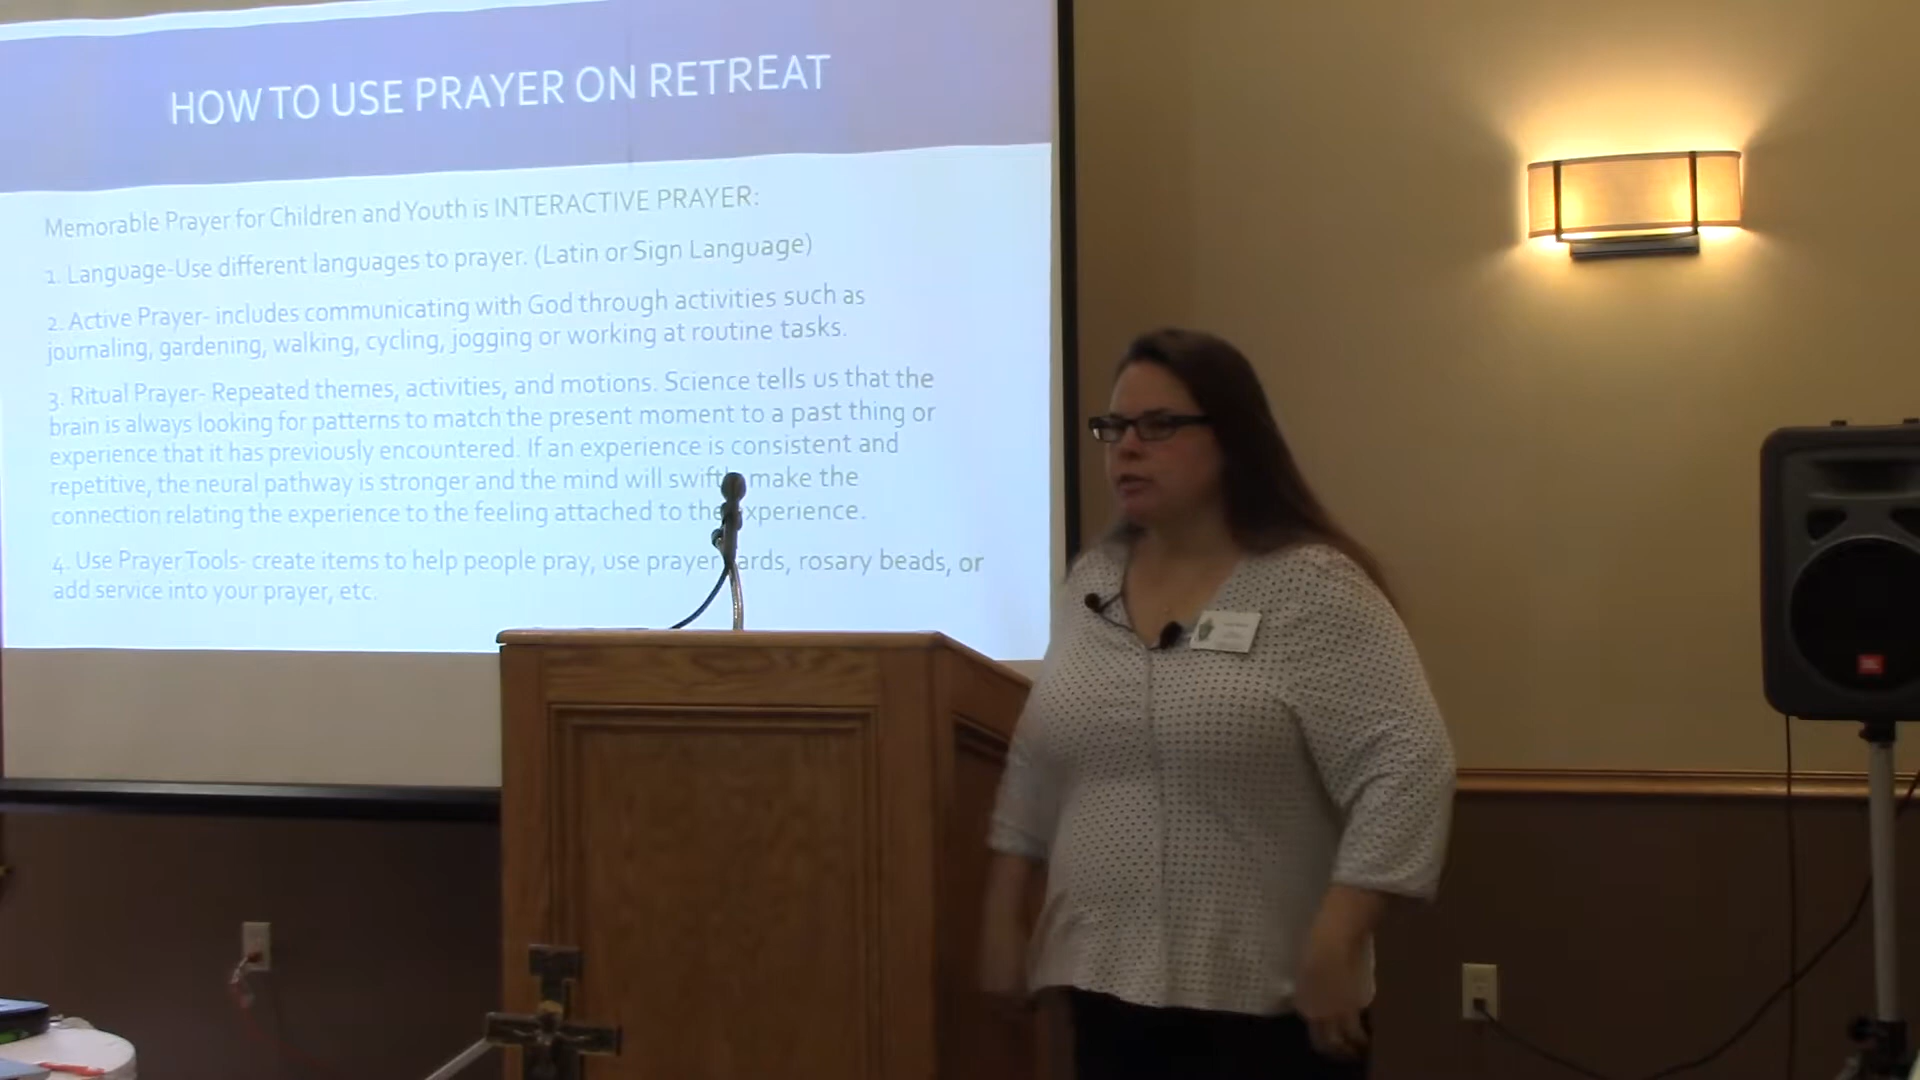 HOW TO USE PRAYER ON RETREAT
Memorable Prayer for Children and Youth is INTERACTIVE PRAYER:
1. Language-Use different languages to prayer. (Latin or Sign Language)
2. Active Prayer- includes communicating with God through activities such as
journaling, gardening, walking, cycling, jogging or working at routine tasks.
3. Ritual Prayer- Repeated themes, activities, and motions. Science tells us that the
brain is always looking for patterns to match the present moment to a past thing or
experience that it has previously encountered. If an experience is consistent and
repetitive, the neural pathway is stronger and the mind will make the
connection relating the experience to the feeling attached to the
4. Use Prayer Tools- create items to help people pray, use prayer rosary beads, or
add service into your prayer, etc.
JBL